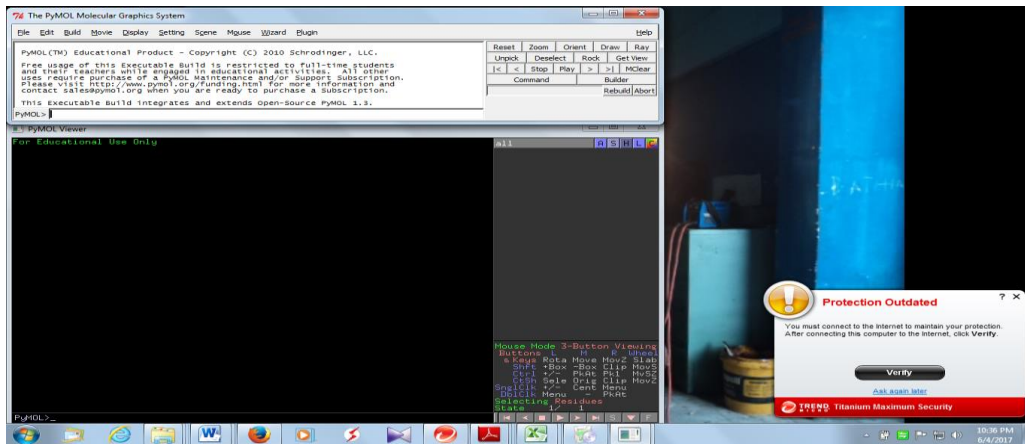 The PyMOL Molecular Graphics System
File Edit Build Movie Display Setting Scene Mouse Wizard Plugin Help
PyMOL(TM) Educational Product - Copyright (C) 2010 Schrodinger, LLC.
Free usage of this Executable Build is restricted to full-time students
and their teachers while engaged in educational activities. All other
uses require purchase of a PyMOL Maintenance and/or Support Subscription.
Please visit http://www.pymol.org/funding.html for more information and
contact sales@pymol.org when you are ready to purchase a Subscription.
This Executable Build integrates and extends Open-Source PyMOL 1.3.
PyMOL>
Reset Zoom Orient Draw Ray
Unpick Deselect Rock Get View
|< < Stop Play > >| MClear
Command Builder
Rebuild Abort
PyMOL Viewer
For Educational Use Only
all A S H L C
Mouse Mode 3-Button Viewing
Buttons L M R Wheel
& Keys Rota Move MovZ Slab
Shft +Box -Box Clip MovS
Ctrl +/- PkAt Pk1 MvSZ
CtSh Sele Orig Clip MovZ
SnglClk +/- Cent Menu
DblClk Menu - PkAt
Selecting Residues
State 1/ 1
S F
PyMOL>_
Protection Outdated
? X
You must connect to the Internet to maintain your protection.
After connecting this computer to the Internet, click Verify.
Verify
Ask again later
TREND MICRO Titanium Maximum Security
10:36 PM
6/4/2017